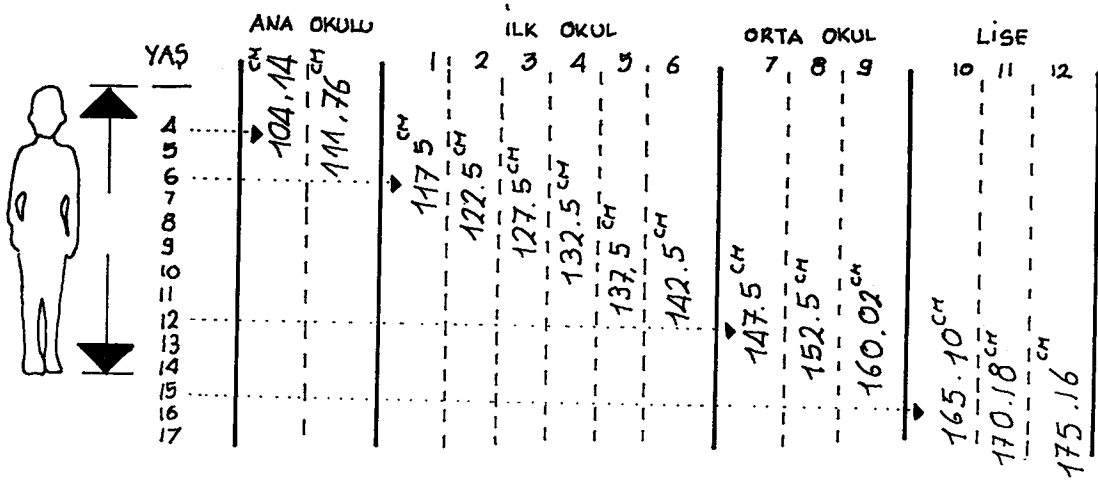 ANA OKULU İLK OKUL ORTA OKUL LİSE
YAŞ 1 2 3 4 5 6 7 8 9 10 11 12
104.14 CM
111.76 CM
117.5 CM
122.5 CM
127.5 CM
132.5 CM
137.5 CM
142.5 CM
147.5 CM
152.5 CM
160.02 CM
165.10 CM
170.18 CM
175.16 CM
4
5
6
7
8
9
10
11
12
13
14
15
16
17